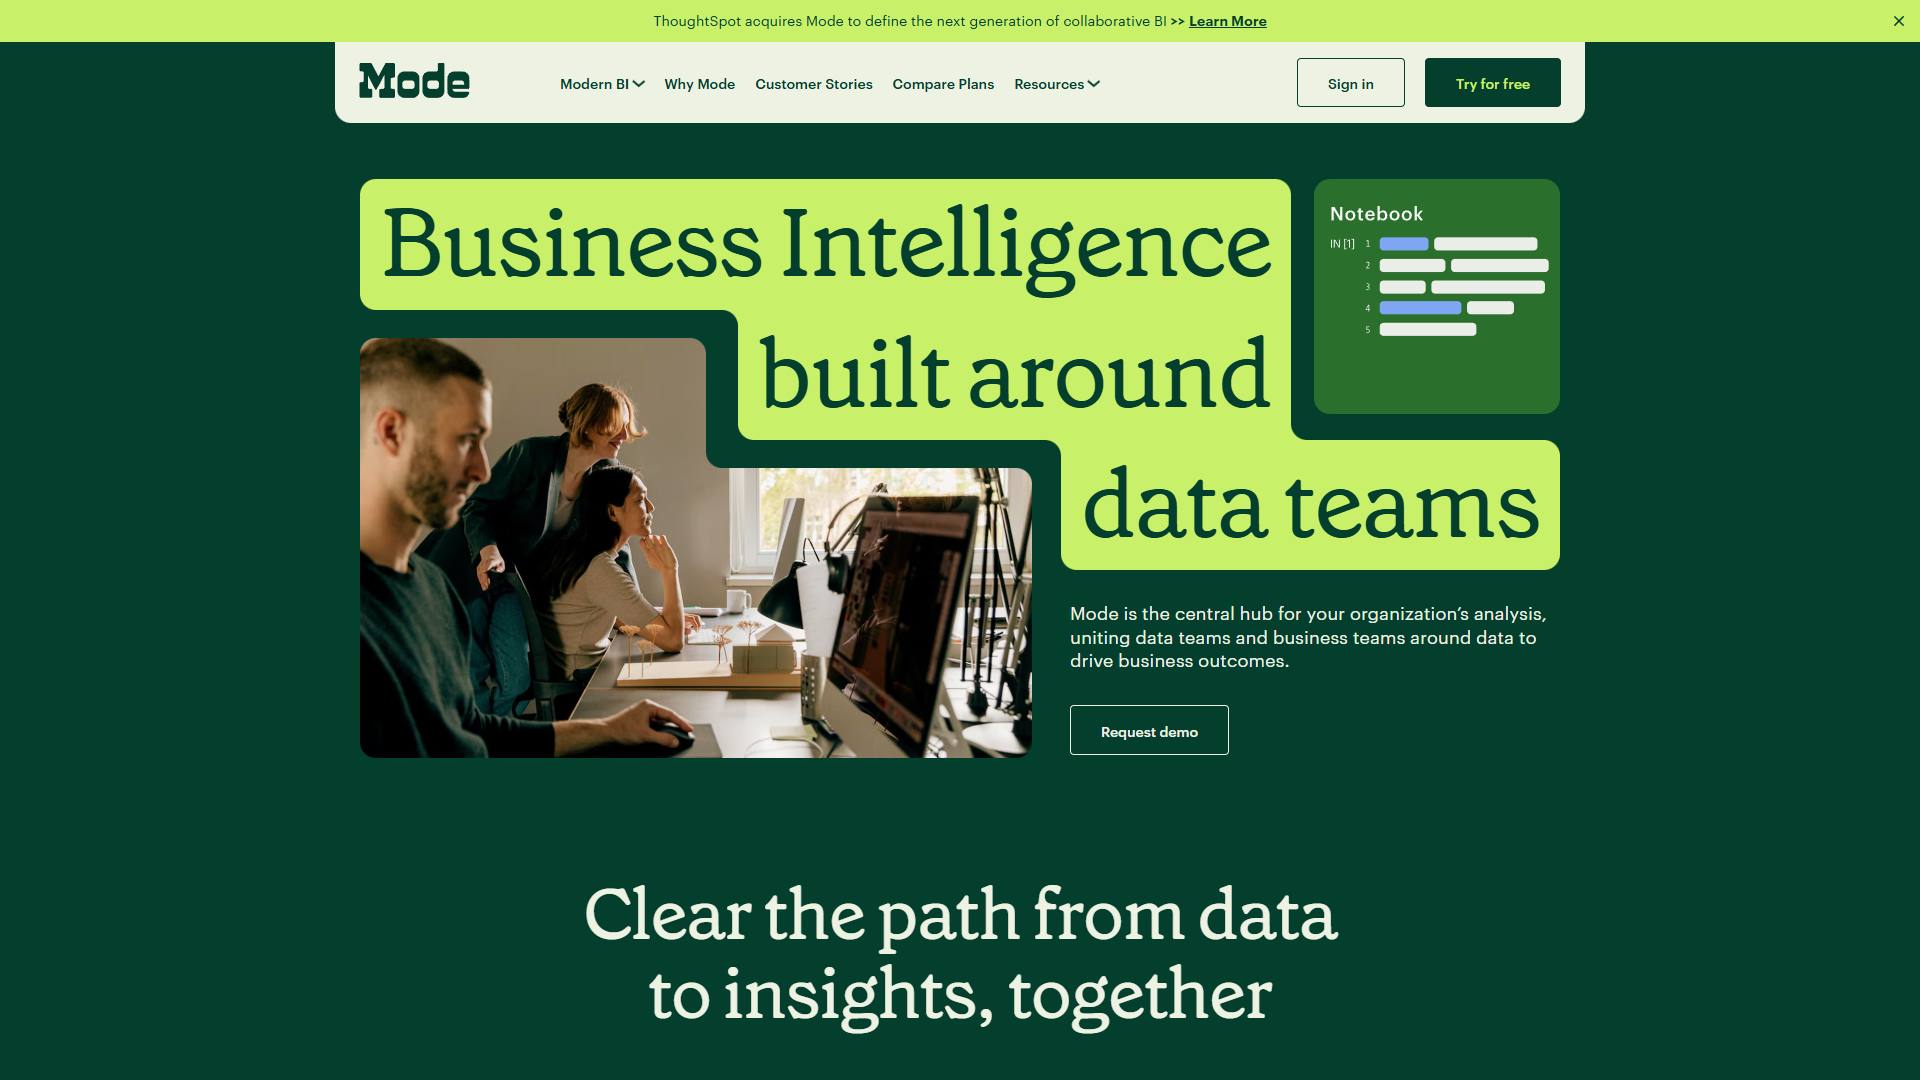 ThoughtSpot acquires Mode to define the next generation of collaborative BI >> Learn More
Mode
Modern BI
Why Mode
Customer Stories
Compare Plans
Resources
Sign in
Try for free
Business Intelligence
built around
data teams
Notebook
IN [1]
1
2
3
4
5
Mode is the central hub for your organization’s analysis,
uniting data teams and business teams around data to
drive business outcomes.
Request demo
Clear the path from data
to insights, together